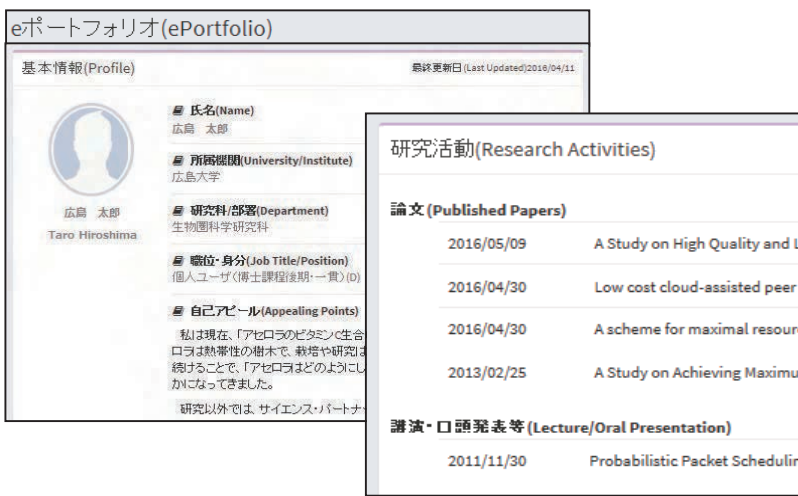 eポートフォリオ(ePortfolio)
基本情報(Profile)
最終更新日(Last Updated)2016/04/11
広島 太郎
Taro Hiroshima
氏名(Name)
広島 太郎
所属機関(University/Institute)
広島大学
研究科/部署(Department)
生物圏科学研究科
職位・身分(Job Title/Position)
個人ユーザ(博士課程後期・一貫)(D)
自己アピール(Appealing Points)
私は現在、「アセロラのビタミンC生合
ロラは熱帯性の樹木で、栽培や研究は
続けることで、「アセロラはどのようにし
かになってきました。
研究以外では、サイエンス・パートナ
研究活動(Research Activities)
論文(Published Papers)
2016/05/09 A Study on High Quality and L
2016/04/30 Low cost cloud-assisted peer
2016/04/30 A scheme for maximal resour
2013/02/25 A Study on Achieving Maximu
講演・口頭発表等(Lecture/Oral Presentation)
2011/11/30 Probabilistic Packet Schedulin